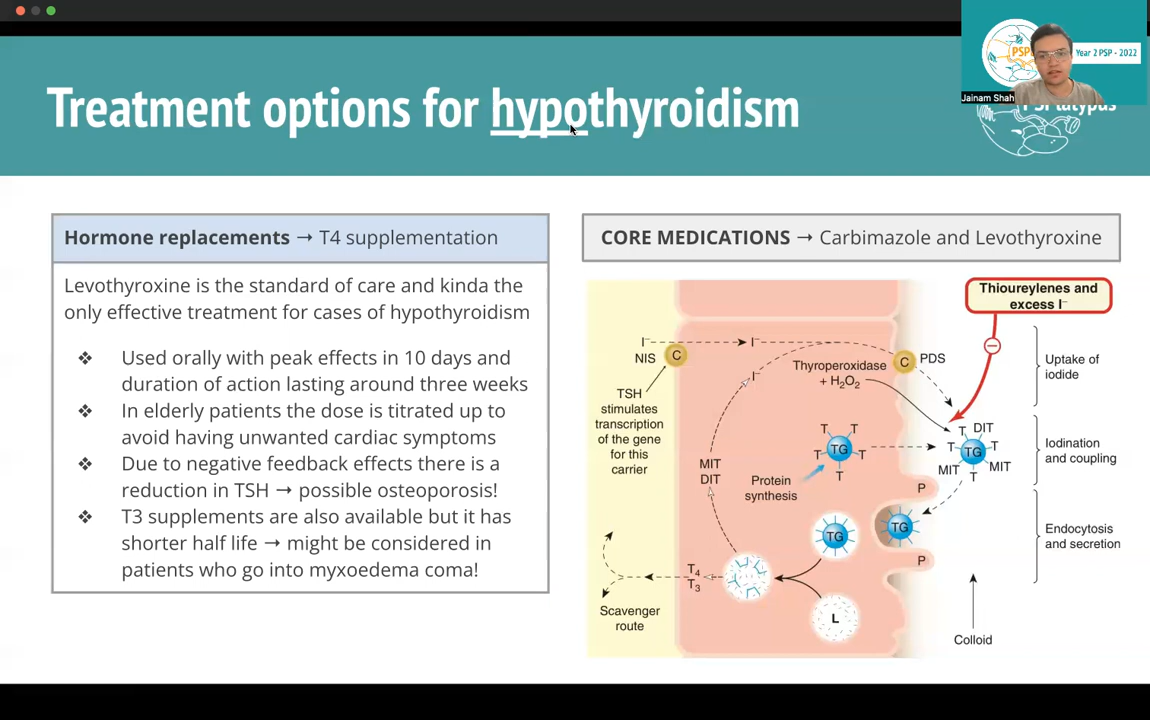 Year 2 PSP - 2022
Jainam Shah
Treatment options for hypothyroidism
Hormone replacements → T4 supplementation
Levothyroxine is the standard of care and kinda the
only effective treatment for cases of hypothyroidism
❖ Used orally with peak effects in 10 days and
duration of action lasting around three weeks
❖ In elderly patients the dose is titrated up to
avoid having unwanted cardiac symptoms
❖ Due to negative feedback effects there is a
reduction in TSH → possible osteoporosis!
❖ T3 supplements are also available but it has
shorter half life → might be considered in
patients who go into myxoedema coma!
CORE MEDICATIONS → Carbimazole and Levothyroxine
Thioureylenes and
excess I⁻
I⁻
NIS
C
I⁻
C
PDS
Uptake of
iodide
Thyroperoxidase
+ H₂O₂
I⁻
TSH
stimulates
transcription
of the gene
for this
carrier
T
T
T
TG
T
T
T
DIT
T
TG
T
MIT
MIT
T
Iodination
and coupling
MIT
DIT
Protein
synthesis
P
TG
TG
P
Endocytosis
and secretion
T₄
T₃
Scavenger
route
L
Colloid